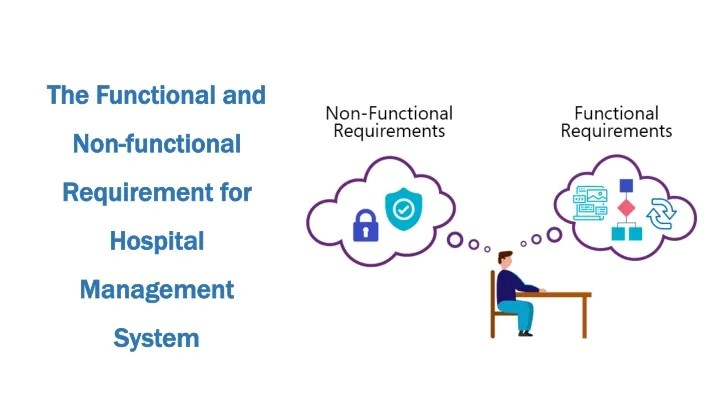 The Functional and
Non-functional
Requirement for
Hospital
Management
System
Non-Functional
Requirements
Functional
Requirements